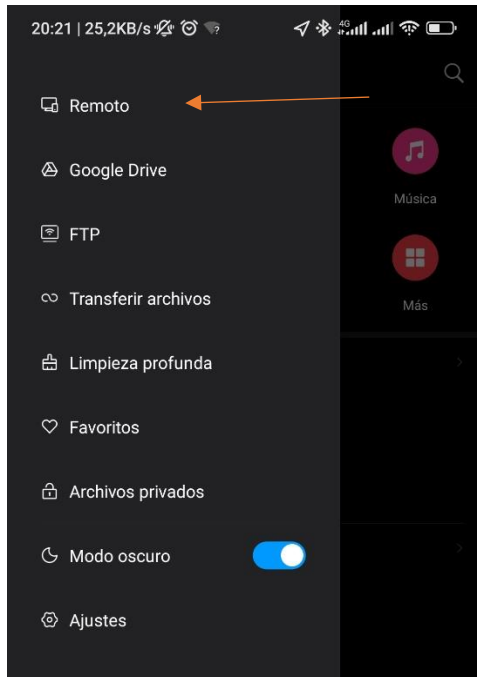 20:21 | 25,2KB/s 4G
Remoto
Google Drive
Música
FTP
Transferir archivos
Más
Limpieza profunda
Favoritos
Archivos privados
Modo oscuro
Ajustes